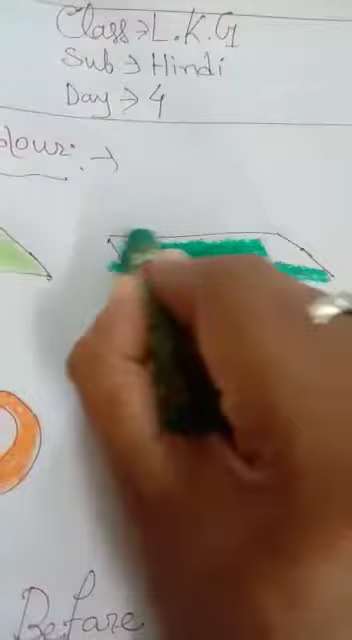 Class → L.K.G
Sub → Hindi
Day → 4
olour: →
Before